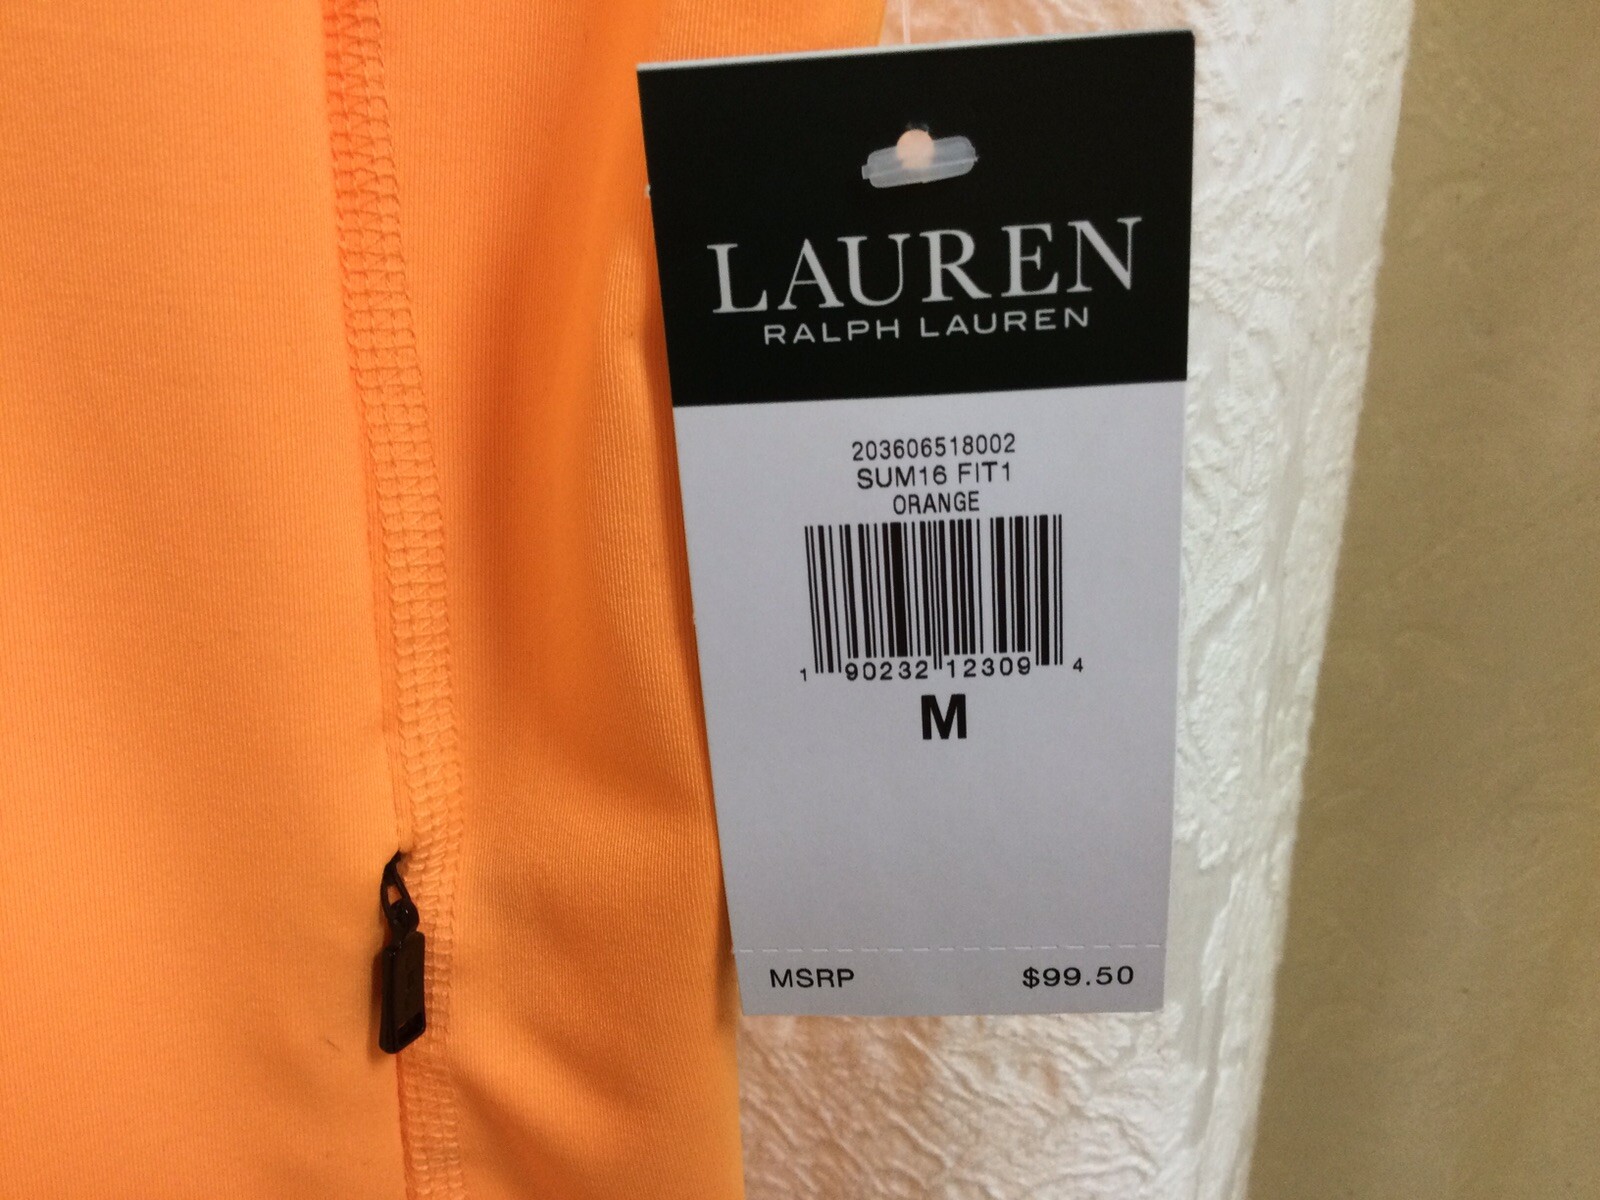 LAUREN
RALPH LAUREN
203606518002
SUM16 FIT1
ORANGE
1 90232 12309 4
M
MSRP $99.50